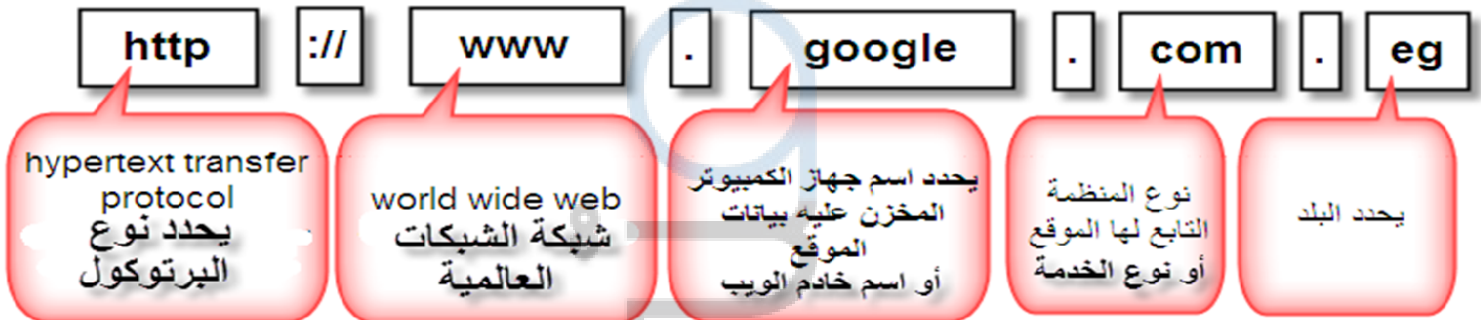 http :// www . google . com . eg
hypertext transfer
protocol
يحدد نوع
البرتوكول
world wide web
شبكة الشبكات
العالمية
يحدد اسم جهاز الكمبيوتر
المخزن عليه بيانات
الموقع
أو اسم خادم الويب
نوع المنظمة
التابع لها الموقع
أو نوع الخدمة
يحدد البلد